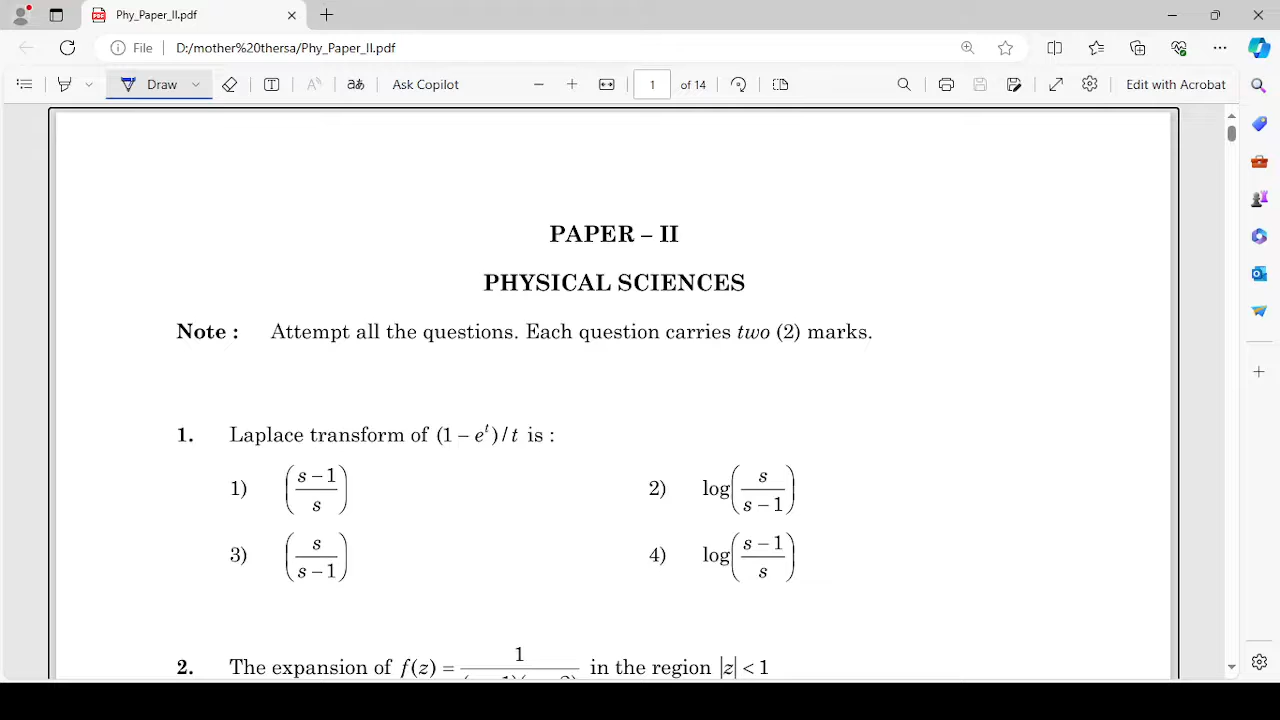 Phy_Paper_II.pdf
File D:/mother%20thersa/Phy_Paper_II.pdf
Draw Ask Copilot 1 of 14 Edit with Acrobat
PAPER – II
PHYSICAL SCIENCES
Note : Attempt all the questions. Each question carries two (2) marks.
1. Laplace transform of (1 – e^t) / t is :
1) ((s – 1)/s) 2) log(s/(s – 1))
3) (s/(s – 1)) 4) log((s – 1)/s)
2. The expansion of f(z) = 1 in the region |z| < 1